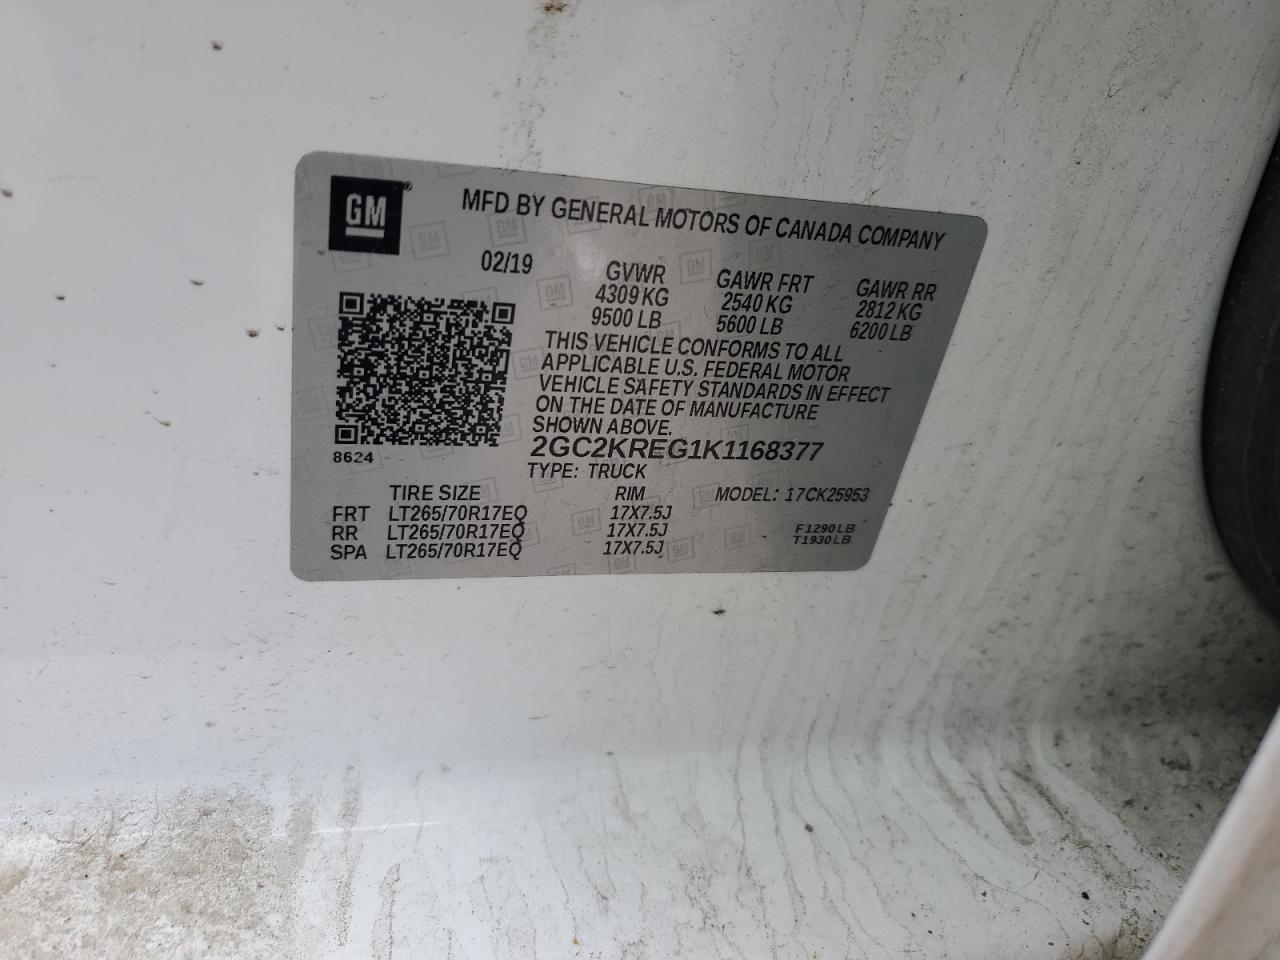 GM
MFD BY GENERAL MOTORS OF CANADA COMPANY
02/19 GVWR GAWR FRT GAWR RR
4309 KG 2540 KG 2812 KG
9500 LB 5600 LB 6200 LB
THIS VEHICLE CONFORMS TO ALL
APPLICABLE U.S. FEDERAL MOTOR
VEHICLE SAFETY STANDARDS IN EFFECT
ON THE DATE OF MANUFACTURE
SHOWN ABOVE.
2GC2KREG1K1168377
8624
TYPE: TRUCK
TIRE SIZE RIM MODEL: 17CK25953
FRT LT265/70R17EQ 17X7.5J
RR LT265/70R17EQ 17X7.5J F1290LB
SPA LT265/70R17EQ 17X7.5J T1930LB